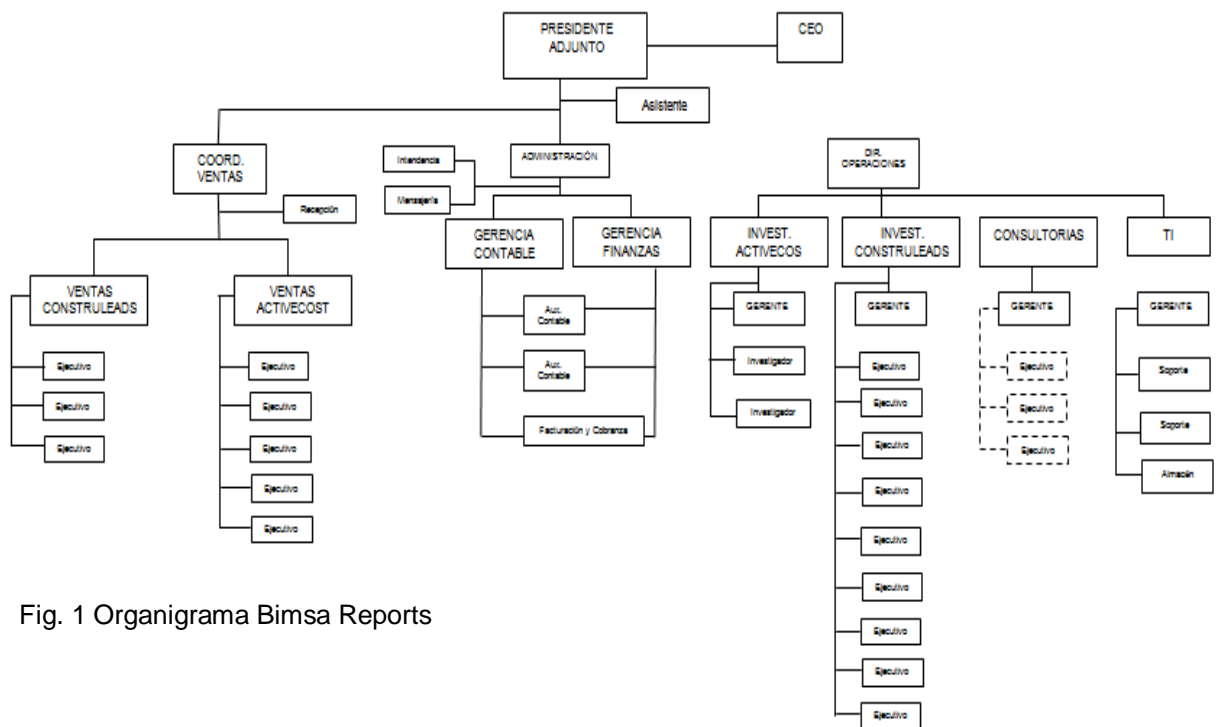 PRESIDENTE
ADJUNTO
CEO
Asistente
COORD.
VENTAS
Recepción
VENTAS
CONSTRULEADS
Ejecutivo
Ejecutivo
Ejecutivo
VENTAS
ACTIVECOST
Ejecutivo
Ejecutivo
Ejecutivo
Ejecutivo
Ejecutivo
ADMINISTRACIÓN
Intendencia
Mensajería
GERENCIA
CONTABLE
GERENCIA
FINANZAS
Aux.
Contable
Aux.
Contable
Facturación y Cobranza
DIR.
OPERACIONES
INVEST.
ACTIVECOS
GERENTE
Investigador
Investigador
INVEST.
CONSTRULEADS
GERENTE
Ejecutivo
Ejecutivo
Ejecutivo
Ejecutivo
Ejecutivo
Ejecutivo
Ejecutivo
Ejecutivo
Ejecutivo
CONSULTORIAS
GERENTE
Ejecutivo
Ejecutivo
Ejecutivo
TI
GERENTE
Soporte
Soporte
Almacén
Fig. 1 Organigrama Bimsa Reports